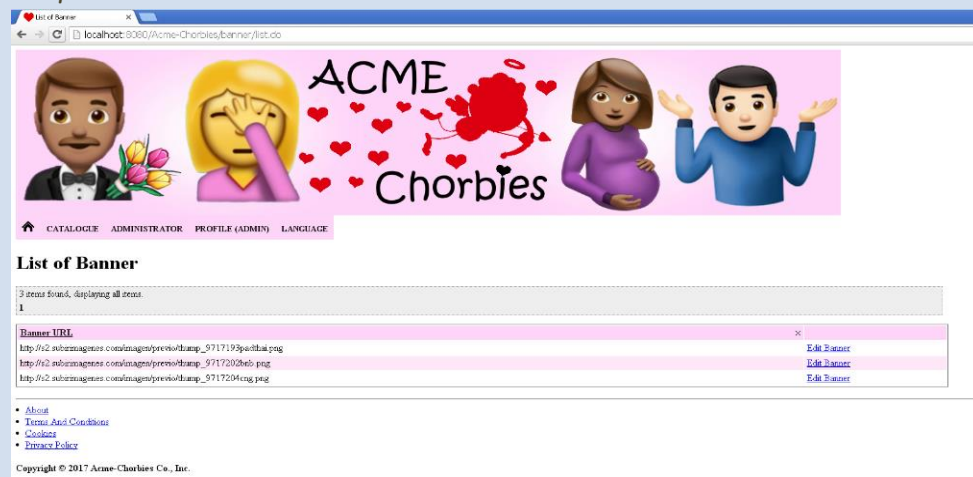 List of Banner
localhost:8080/Acme-Chorbies/banner/list.do
ACME
Chorbies
CATALOGUE ADMINISTRATOR PROFILE (ADMIN) LANGUAGE
List of Banner
3 items found, displaying all items.
1
Banner URL
http://s2.subirimagenes.com/imagen/previo/thump_9717193padthai.png Edit Banner
http://s2.subirimagenes.com/imagen/previo/thump_9717202bnb.png Edit Banner
http://s2.subirimagenes.com/imagen/previo/thump_9717204cng.png Edit Banner
About
Terms And Conditions
Cookies
Privacy Policy
Copyright © 2017 Acme-Chorbies Co., Inc.